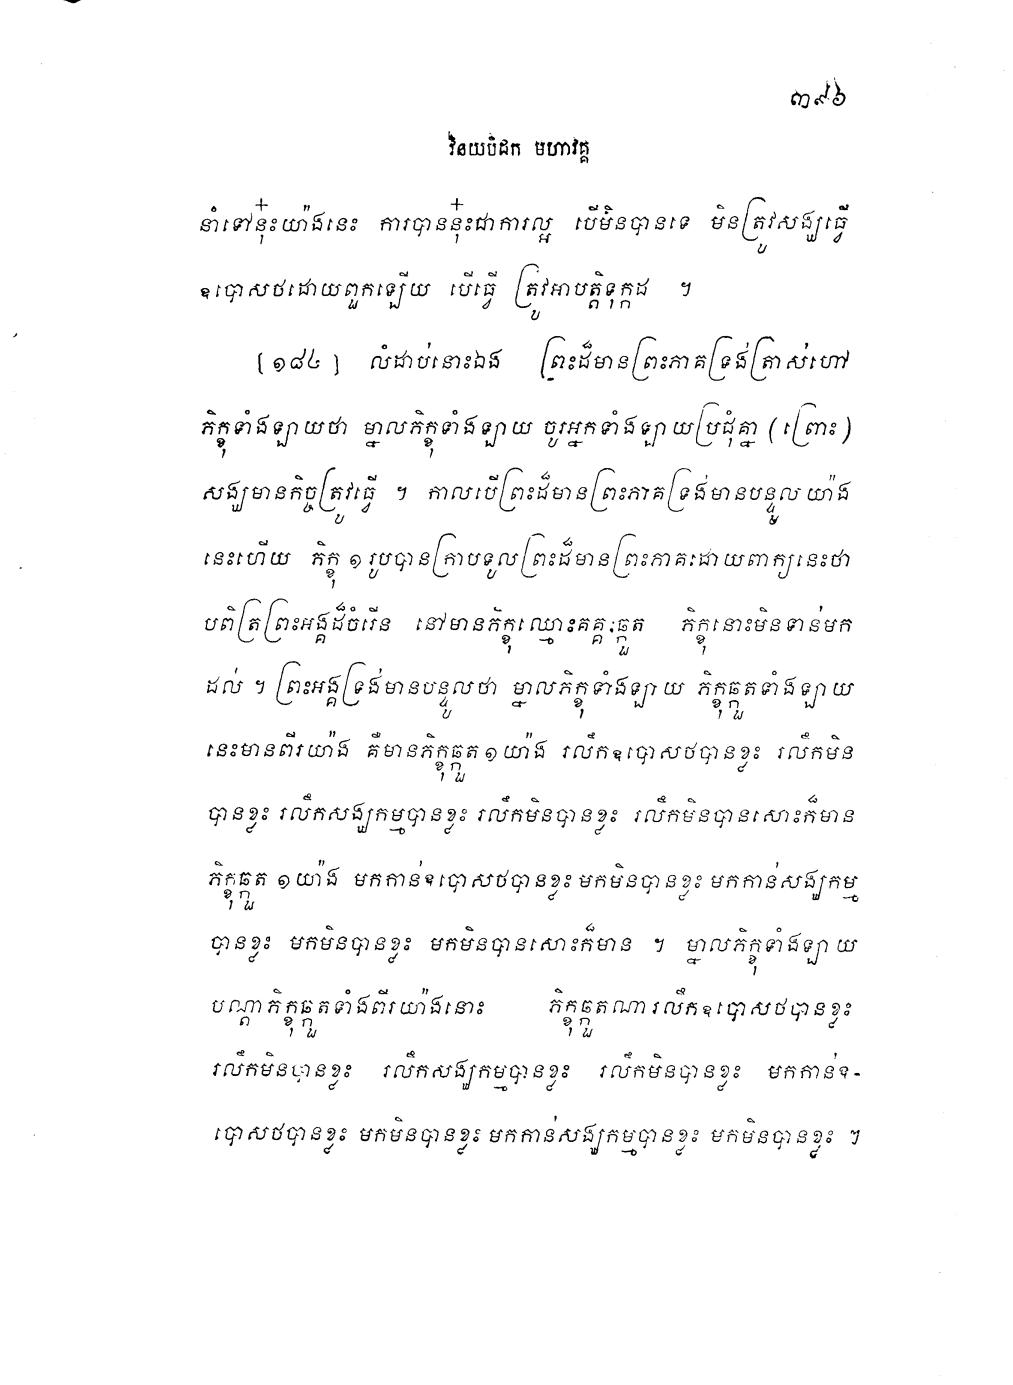 ៣៩៦
វិនយបិដក មហាវគ្គ
នាំទៅនុ៎ះយ៉ាងនេះ ការបាននុ៎ះជាការល្អ បើមិនបានទេ មិនត្រូវសង្ឃធ្វើ
ឧបោសថដោយពួកឡើយ បើធ្វើ ត្រូវអាបត្តិទុក្កដ ។
[១៨៤] លំដាប់នោះឯង ព្រះដ៏មានព្រះភាគទ្រង់ត្រាស់ហៅ
ភិក្ខុទាំងឡាយថា ម្នាលភិក្ខុទាំងឡាយ ចូរអ្នកទាំងឡាយប្រជុំគ្នា (ព្រោះ)
សង្ឃមានកិច្ចត្រូវធ្វើ ។ កាលបើព្រះដ៏មានព្រះភាគទ្រង់មានបន្ទូល យ៉ាង
នេះហើយ ភិក្ខុ ១ រូបបានក្រាបទូលព្រះដ៏មានព្រះភាគដោយពាក្យនេះថា
បពិត្រព្រះអង្គដ៏ចំរើន នៅមានភិក្ខុឈ្មោះគគ្គៈឆ្កួត ភិក្ខុនោះមិនទាន់មក
ដល់ ។ ព្រះអង្គទ្រង់មានបន្ទូលថា ម្នាលភិក្ខុទាំងឡាយ ភិក្ខុឆ្កួតទាំងឡាយ
នេះមានពីរយ៉ាង គឺមានភិក្ខុឆ្កួត១យ៉ាង រលឹកឧបោសថបានខ្លះ រលឹកមិន
បានខ្លះ រលឹកសង្ឃកម្មបានខ្លះ រលឹកមិនបានខ្លះ រលឹកមិនបានសោះក៏មាន
ភិក្ខុឆ្កួត ១យ៉ាង មកកាន់ឧបោសថបានខ្លះ មកមិនបានខ្លះ មកកាន់សង្ឃកម្ម
បានខ្លះ មកមិនបានខ្លះ មកមិនបានសោះក៏មាន ។ ម្នាលភិក្ខុទាំងឡាយ
បណ្តាភិក្ខុឆ្កួតទាំងពីរយ៉ាងនោះ ភិក្ខុឆ្កួតណារលឹកឧបោសថបានខ្លះ
រលឹកមិនបានខ្លះ រលឹកសង្ឃកម្មបានខ្លះ រលឹកមិនបានខ្លះ មកកាន់ឧ-
បោសថបានខ្លះ មកមិនបានខ្លះ មកកាន់សង្ឃកម្មបានខ្លះ មកមិនបានខ្លះ ។